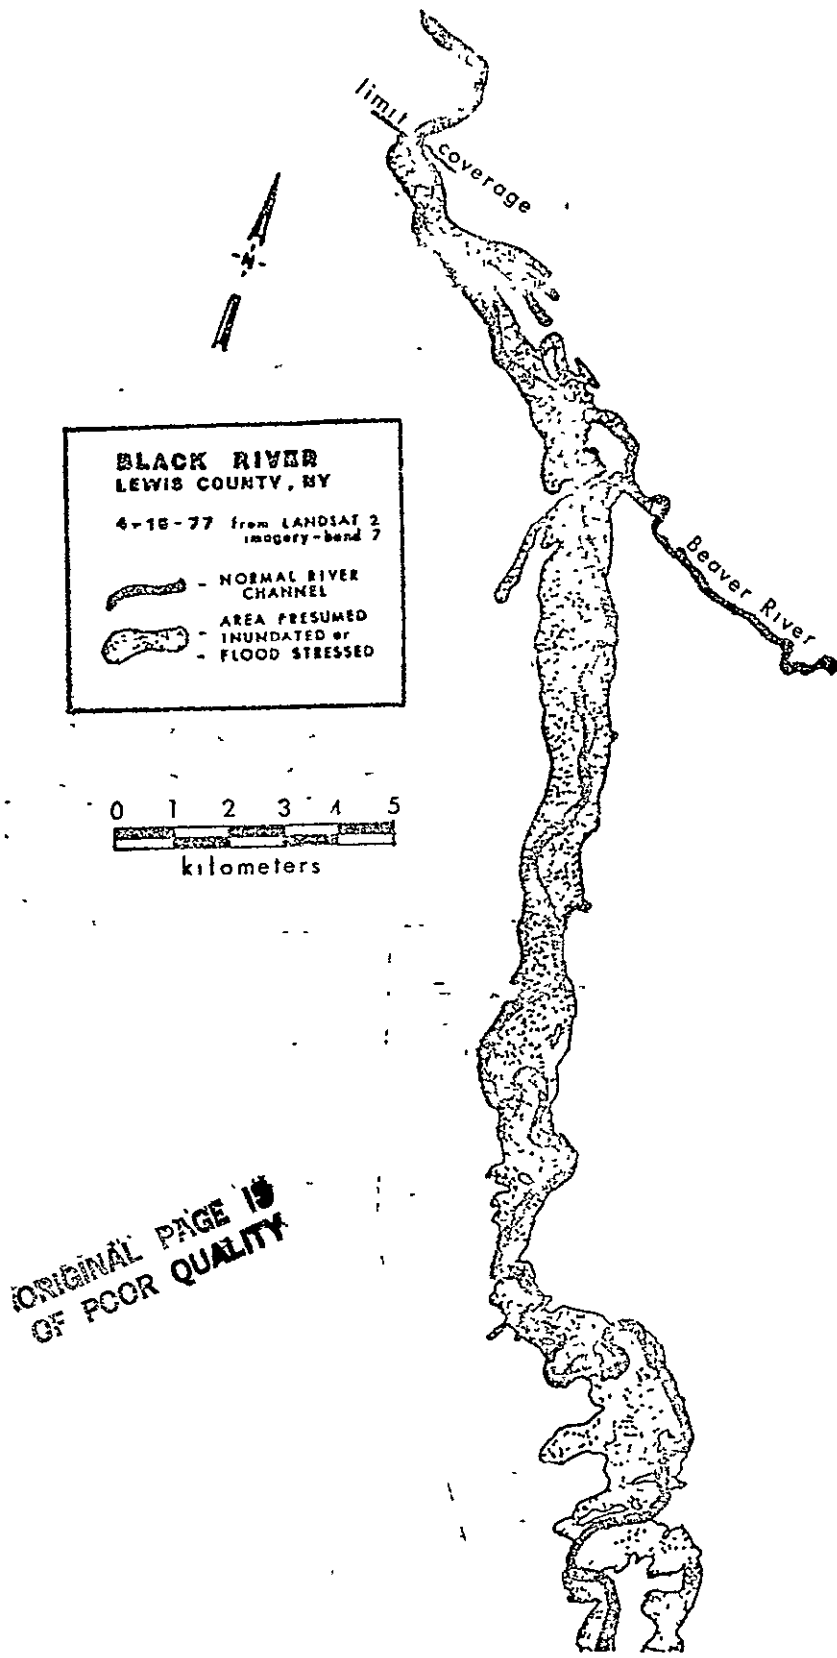 limit
coverage
N
BLACK RIVER
LEWIS COUNTY, NY
4-18-77 from LANDSAT 2
imagery-band 7
- NORMAL RIVER
CHANNEL
- AREA PRESUMED
INUNDATED or
- FLOOD STRESSED
Beaver River
0 1 2 3 4 5
kilometers
ORIGINAL PAGE IS
OF POOR QUALITY